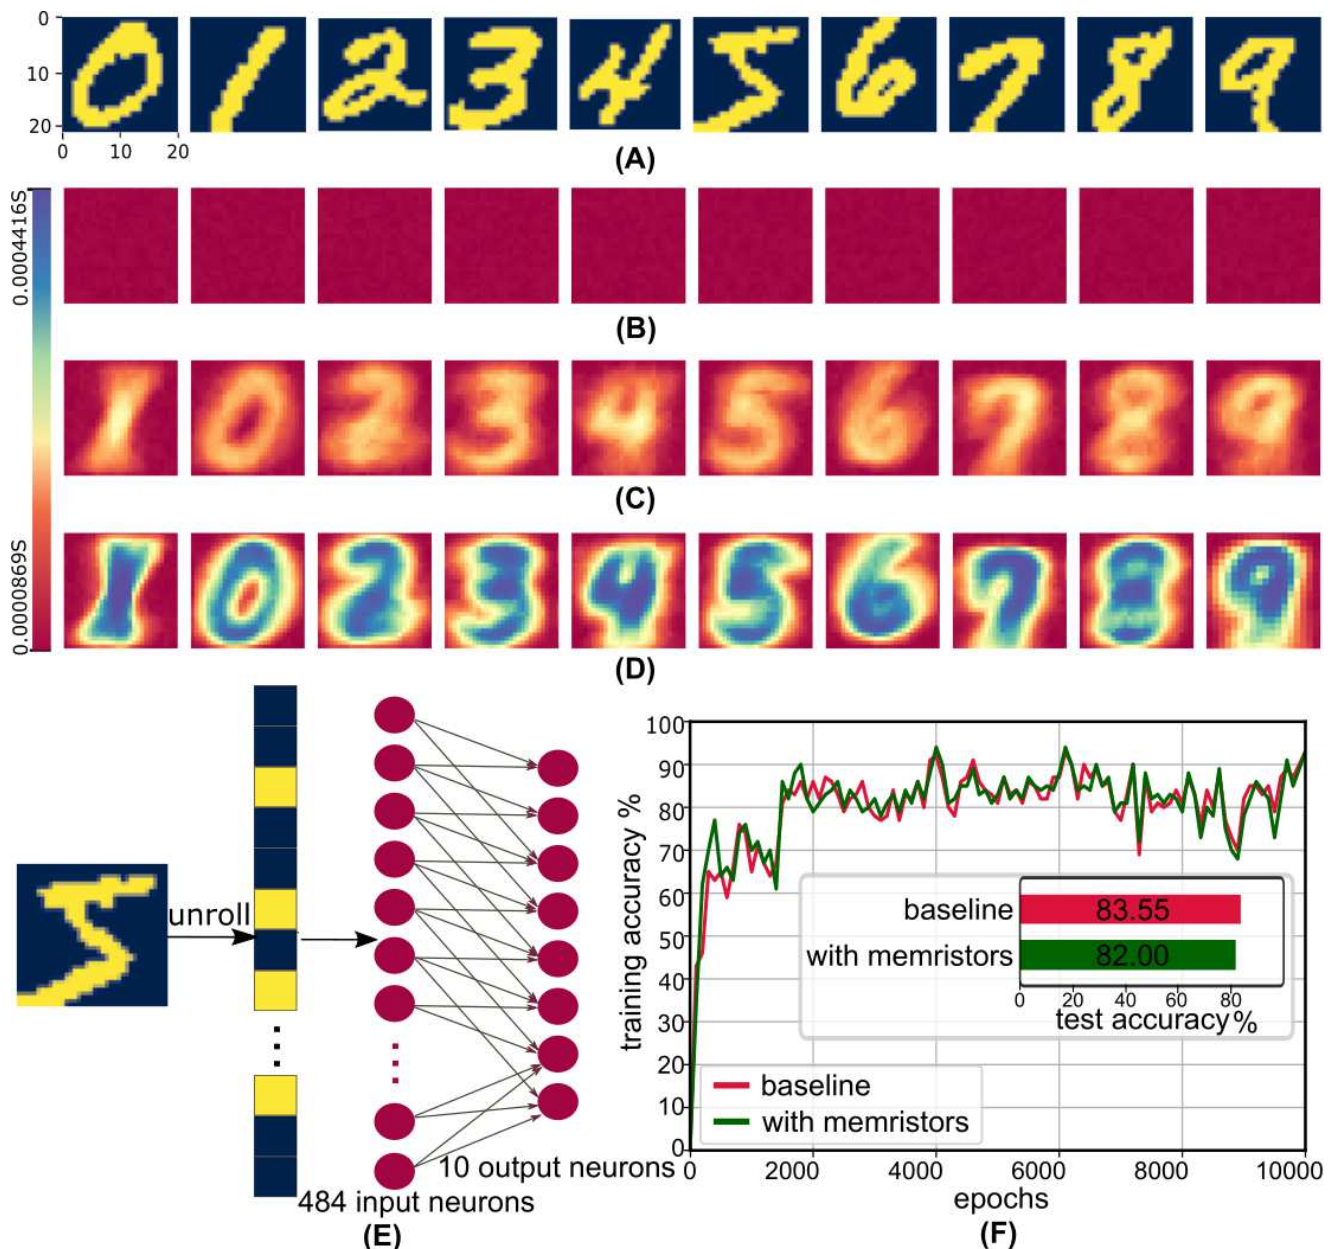 0
10
20
0 10 20
(A)
0.0004416S
(B)
(C)
0.0000869S
(D)
unroll
10 output neurons
484 input neurons
(E)
100
90
80
70
60
50
40
30
20
10
0
training accuracy %
baseline 83.55
with memristors 82.00
0 20 40 60 80
test accuracy%
baseline
with memristors
0 2000 4000 6000 8000 10000
epochs
(F)